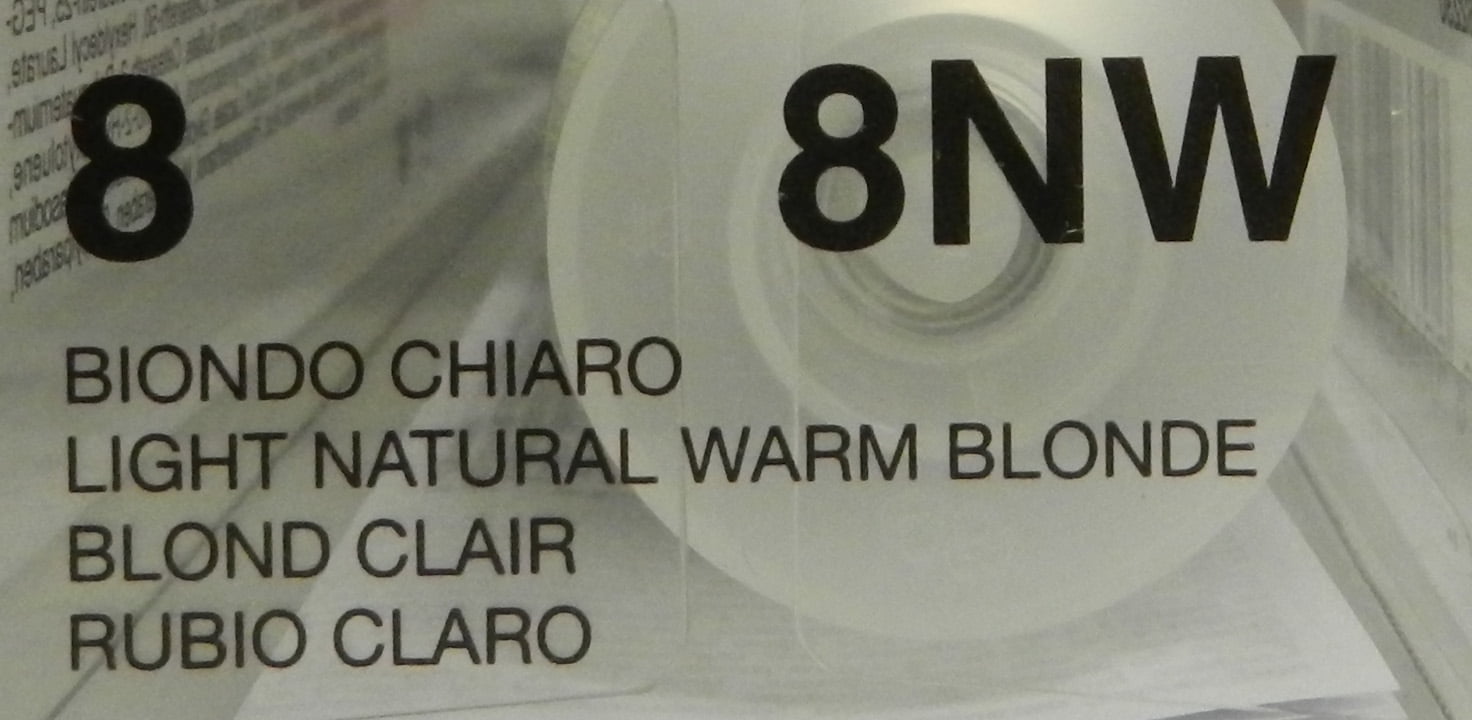 8 8NW
BIONDO CHIARO
LIGHT NATURAL WARM BLONDE
BLOND CLAIR
RUBIO CLARO